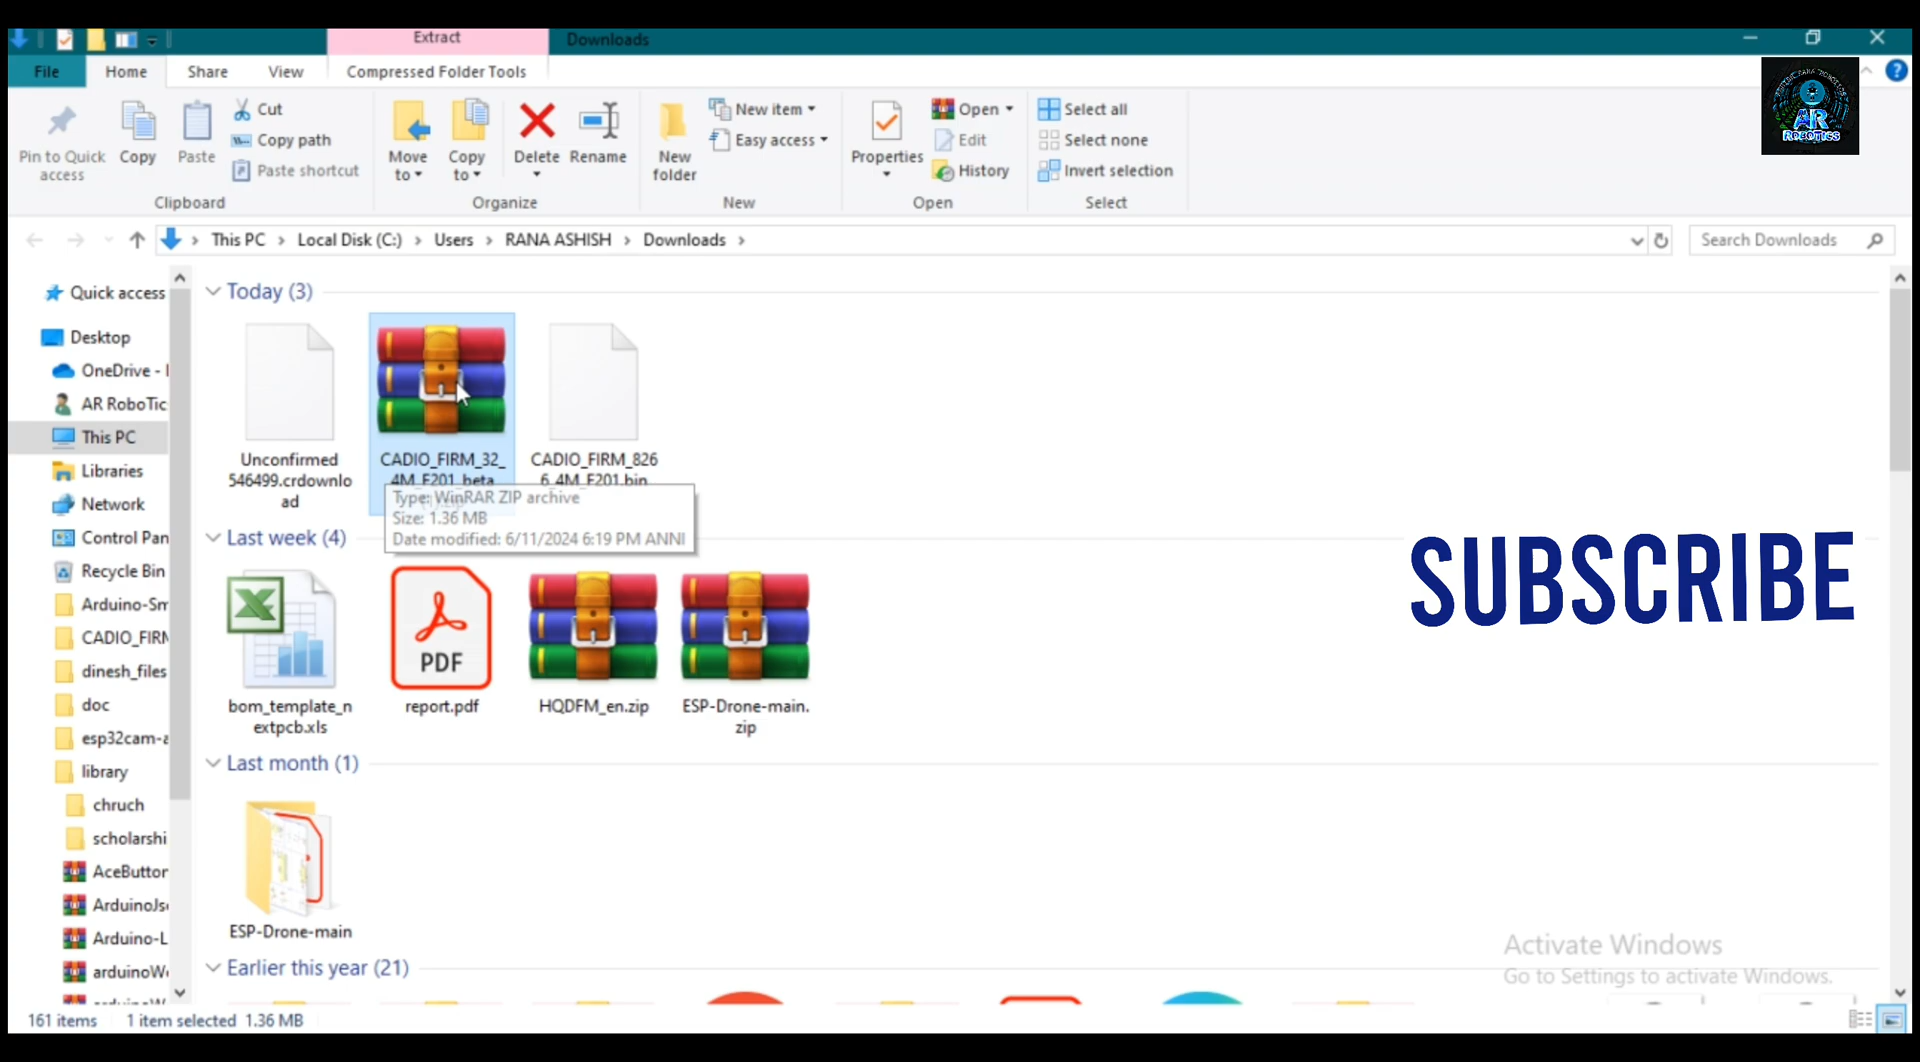 Extract
Downloads
File
Home
Share
View
Compressed Folder Tools
Pin to Quick
access
Copy
Paste
Cut
Copy path
Paste shortcut
Clipboard
Move
to
Copy
to
Delete
Rename
Organize
New
folder
New item
Easy access
New
Properties
Open
Edit
History
Open
Select all
Select none
Invert selection
Select
AR
ROBOTICS
This PC
Local Disk (C:)
Users
RANA ASHISH
Downloads
Search Downloads
Quick access
Desktop
OneDrive -
AR RoboTic
This PC
Libraries
Network
Control Pan
Recycle Bin
Arduino-Sm
CADIO_FIRM
dinesh_files
doc
esp32cam-a
library
chruch
scholarshi
AceButtor
ArduinoJs
Arduino-L
arduinoW
Today (3)
Unconfirmed
546499.crdownlo
ad
CADIO_FIRM_32_
4M_F201_beta
CADIO_FIRM_826
6_4M_F201.bin
Type: WinRAR ZIP archive
Size: 1.36 MB
Date modified: 6/11/2024 6:19 PM ANNI
Last week (4)
bom_template_n
extpcb.xls
PDF
report.pdf
HQDFM_en.zip
ESP-Drone-main.
zip
SUBSCRIBE
Last month (1)
ESP-Drone-main
Earlier this year (21)
Activate Windows
Go to Settings to activate Windows.
161 items
1 item selected 1.36 MB